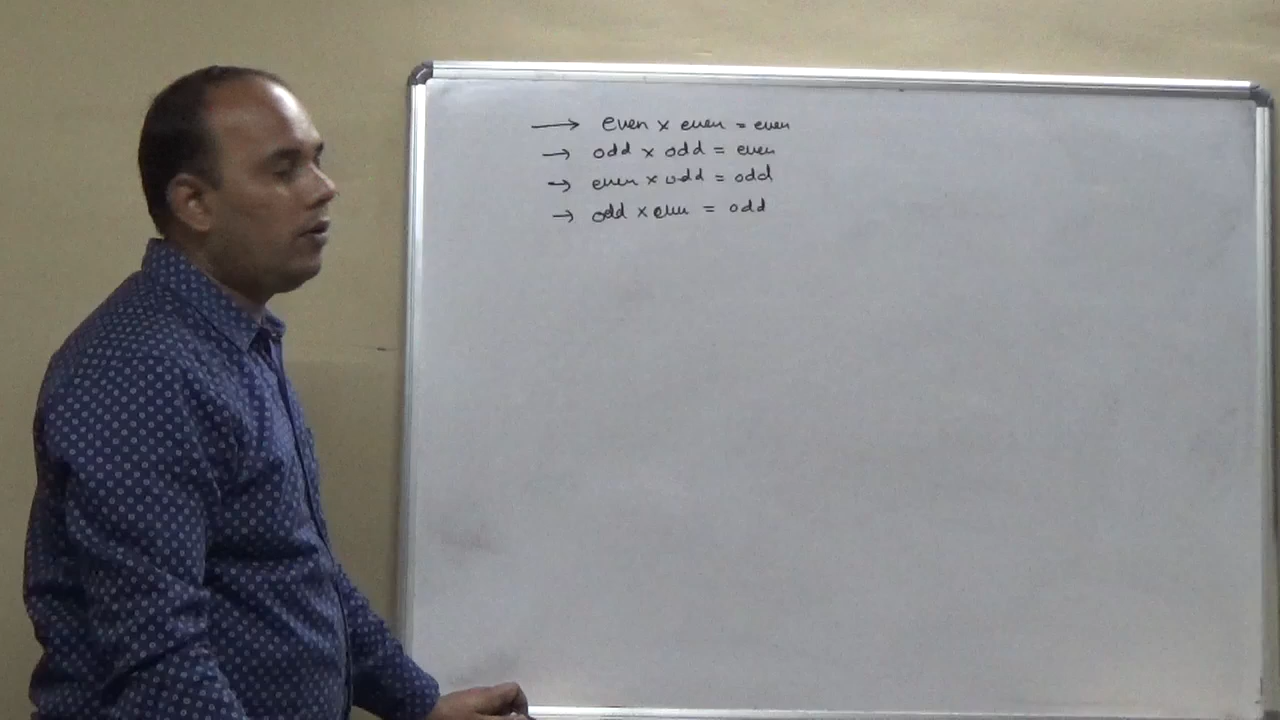 → even x even = even
→ odd x odd = even
→ even x odd = odd
→ odd x even = odd